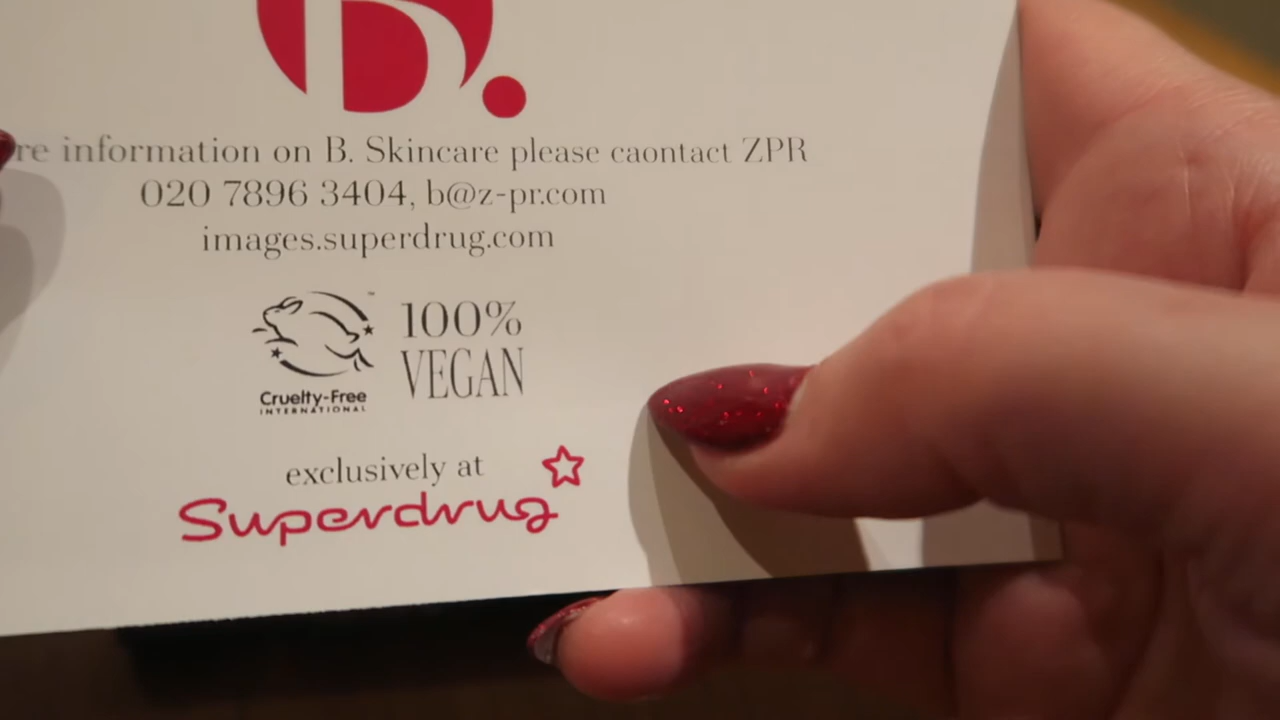 B.
re information on B. Skincare please caontact ZPR
020 7896 3404, b@z-pr.com
images.superdrug.com
100%
VEGAN
Cruelty-Free
INTERNATIONAL
exclusively at
Superdrug